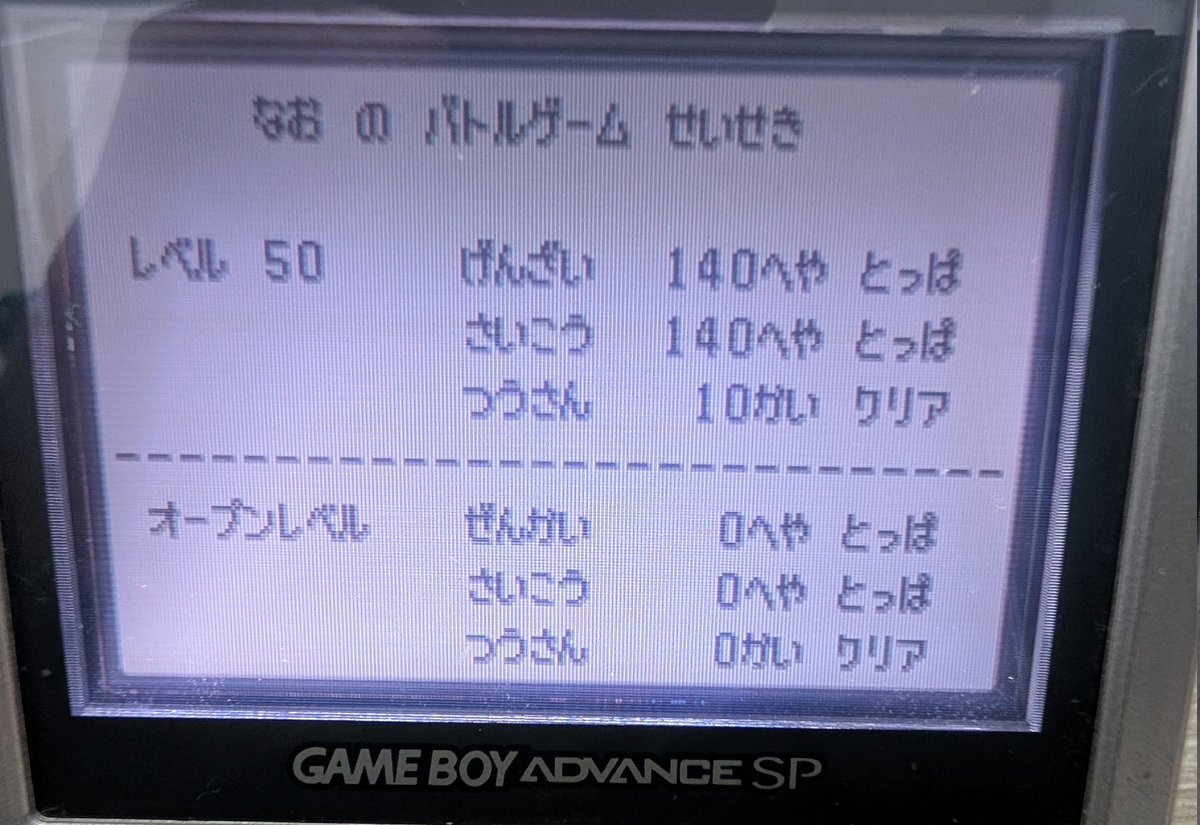 なお の バトルゲーム せいせき
レベル 50 げんざい 140へや とっぱ
さいこう 140へや とっぱ
つうさん 10かい クリア
オープンレベル ぜんかい 0へや とっぱ
さいこう 0へや とっぱ
つうさん 0かい クリア
GAME BOY ADVANCE SP